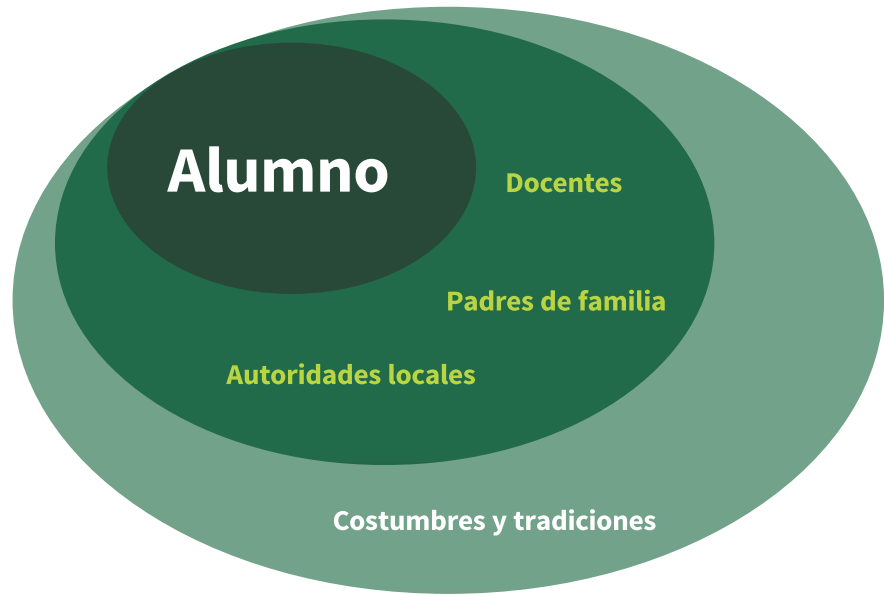 Alumno
Docentes
Padres de familia
Autoridades locales
Costumbres y tradiciones